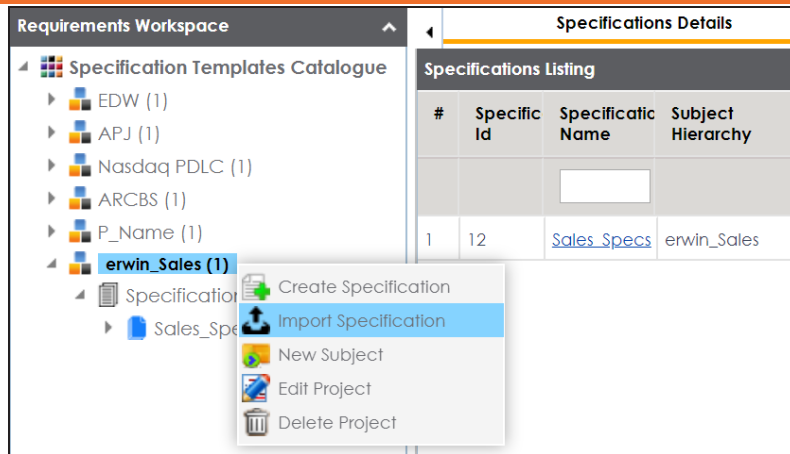 Requirements Workspace
Specification Templates Catalogue
EDW (1)
APJ (1)
Nasdaq PDLC (1)
ARCBS (1)
P_Name (1)
erwin_Sales (1)
Specification
Sales_Spe
Create Specification
Import Specification
New Subject
Edit Project
Delete Project
Specifications Details
Specifications Listing
# Specific Specificatio Subject
Id Name Hierarchy
1 12 Sales_Specs erwin_Sales